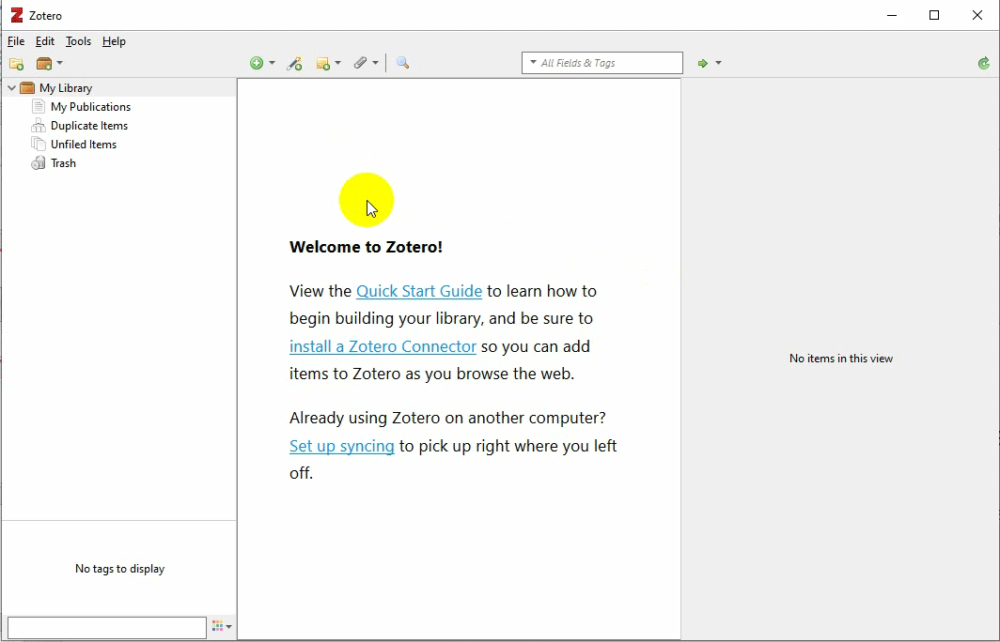 Zotero
File Edit Tools Help
All Fields & Tags
My Library
My Publications
Duplicate Items
Unfiled Items
Trash
Welcome to Zotero!
View the Quick Start Guide to learn how to
begin building your library, and be sure to
install a Zotero Connector so you can add
items to Zotero as you browse the web.
Already using Zotero on another computer?
Set up syncing to pick up right where you left
off.
No items in this view
No tags to display